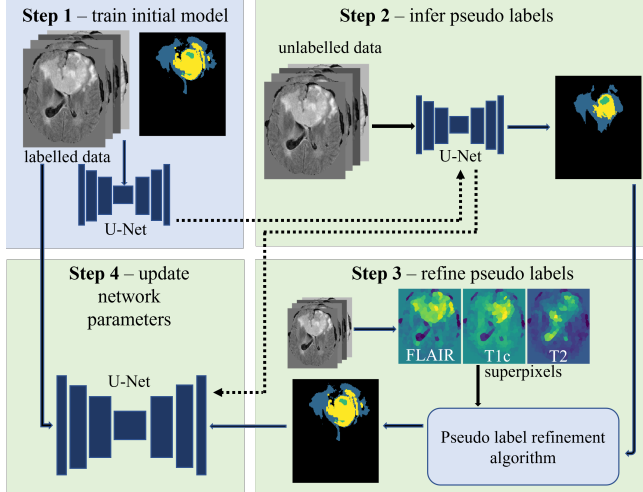 Step 1 – train initial model
labelled data
U-Net
Step 2 – infer pseudo labels
unlabelled data
U-Net
Step 3 – refine pseudo labels
FLAIR T1c T2
superpixels
Pseudo label refinement
algorithm
Step 4 – update
network
parameters
U-Net